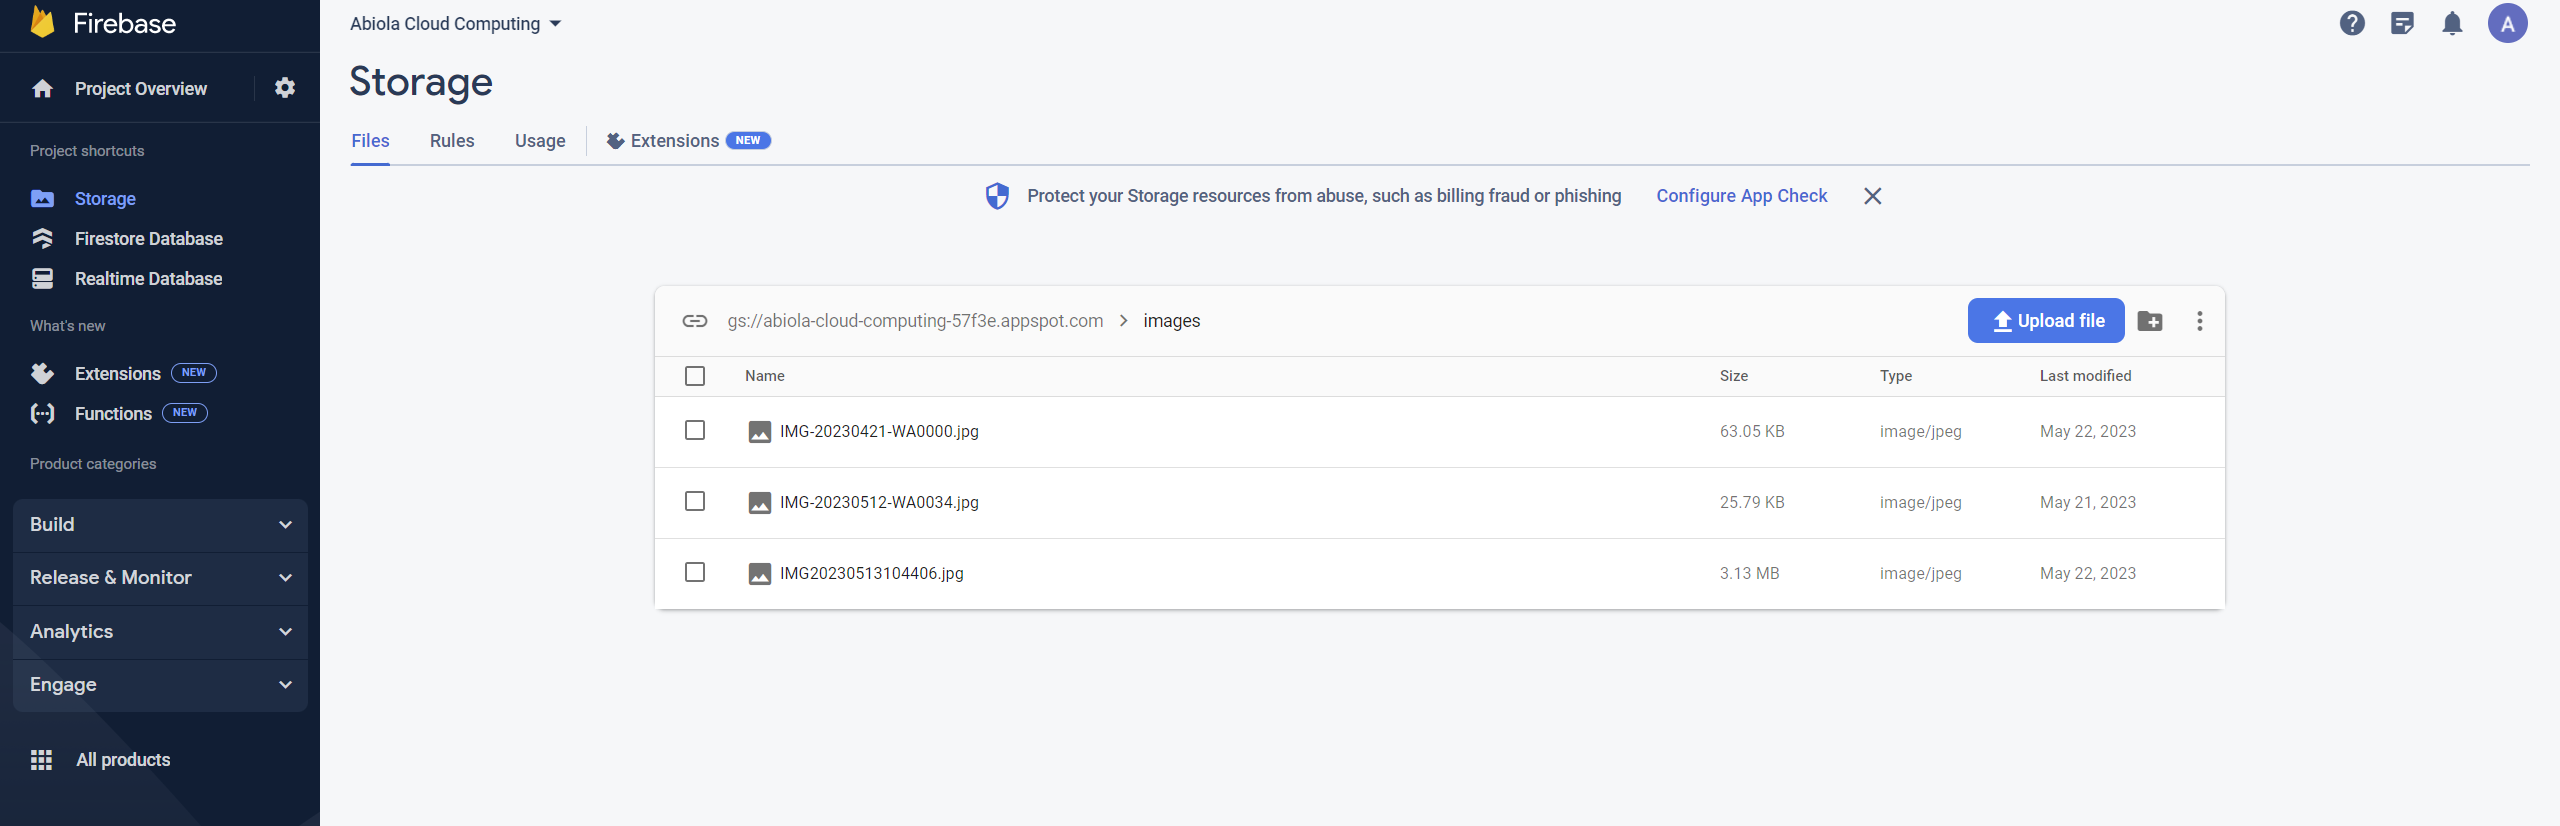 Firebase
Project Overview
Project shortcuts
Storage
Firestore Database
Realtime Database
What's new
Extensions NEW
Functions NEW
Product categories
Build
Release & Monitor
Analytics
Engage
All products
Abiola Cloud Computing
A
Storage
Files Rules Usage Extensions NEW
Protect your Storage resources from abuse, such as billing fraud or phishing Configure App Check
gs://abiola-cloud-computing-57f3e.appspot.com > images Upload file
Name Size Type Last modified
IMG-20230421-WA0000.jpg 63.05 KB image/jpeg May 22, 2023
IMG-20230512-WA0034.jpg 25.79 KB image/jpeg May 21, 2023
IMG20230513104406.jpg 3.13 MB image/jpeg May 22, 2023